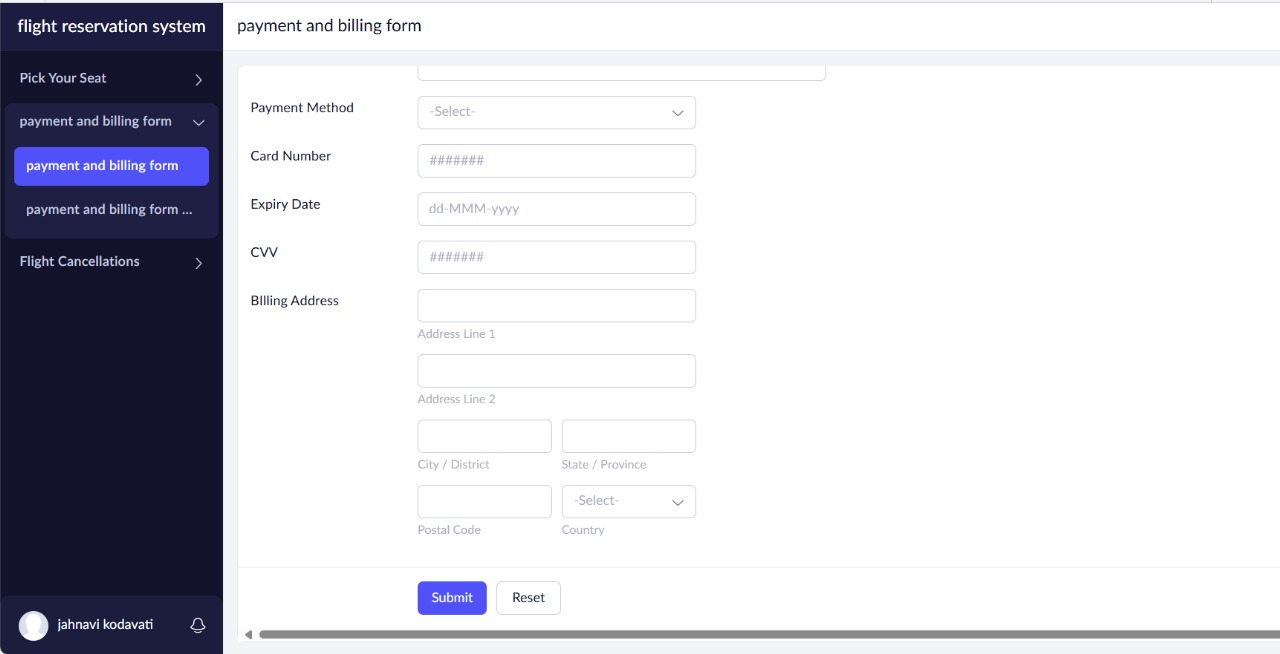 flight reservation system
payment and billing form
Pick Your Seat
payment and billing form
payment and billing form
payment and billing form ...
Flight Cancellations
Payment Method
-Select-
Card Number
#######
Expiry Date
dd-MMM-yyyy
CVV
#######
BIlling Address
Address Line 1
Address Line 2
City / District
State / Province
-Select-
Postal Code
Country
Submit
Reset
jahnavi kodavati